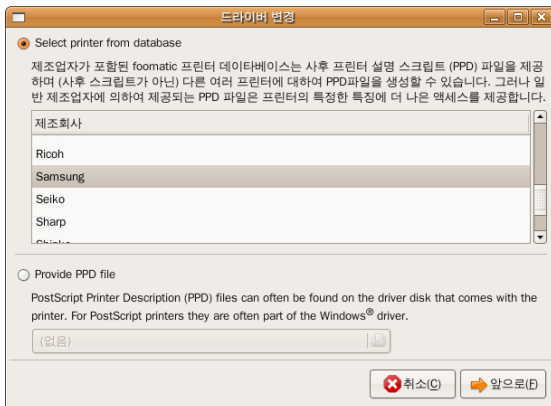 드라이버 변경
Select printer from database
제조업자가 포함된 foomatic 프린터 데이타베이스는 사후 프린터 설명 스크립트 (PPD) 파일을 제공
하며 (사후 스크립트가 아닌) 다른 여러 프린터에 대하여 PPD파일을 생성할 수 있습니다. 그러나 일
반 제조업자에 의하여 제공되는 PPD 파일은 프린터의 특정한 특징에 더 나은 액세스를 제공합니다.
제조회사
Ricoh
Samsung
Seiko
Sharp
Shinko
Provide PPD file
PostScript Printer Description (PPD) files can often be found on the driver disk that comes with the
printer. For PostScript printers they are often part of the Windows® driver.
(없음)
취소(C)
앞으로(F)